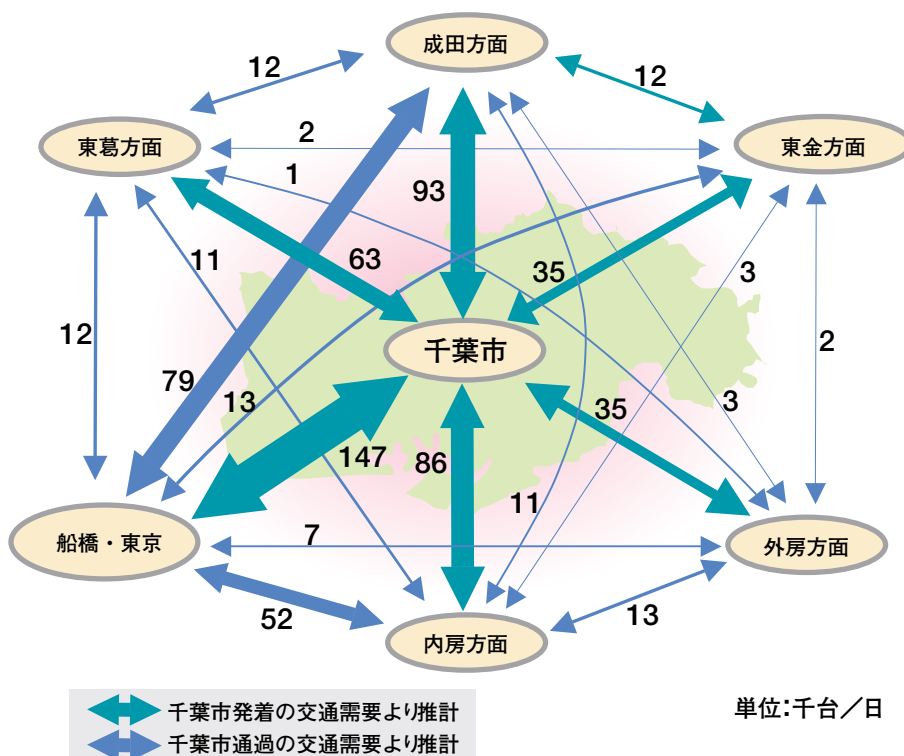 成田方面
12
12
東葛方面
2
東金方面
1
93
11
63
35
3
12
千葉市
2
79
13
35
3
147
86
11
船橋・東京
7
外房方面
52
13
内房方面
千葉市発着の交通需要より推計
千葉市通過の交通需要より推計
単位:千台／日